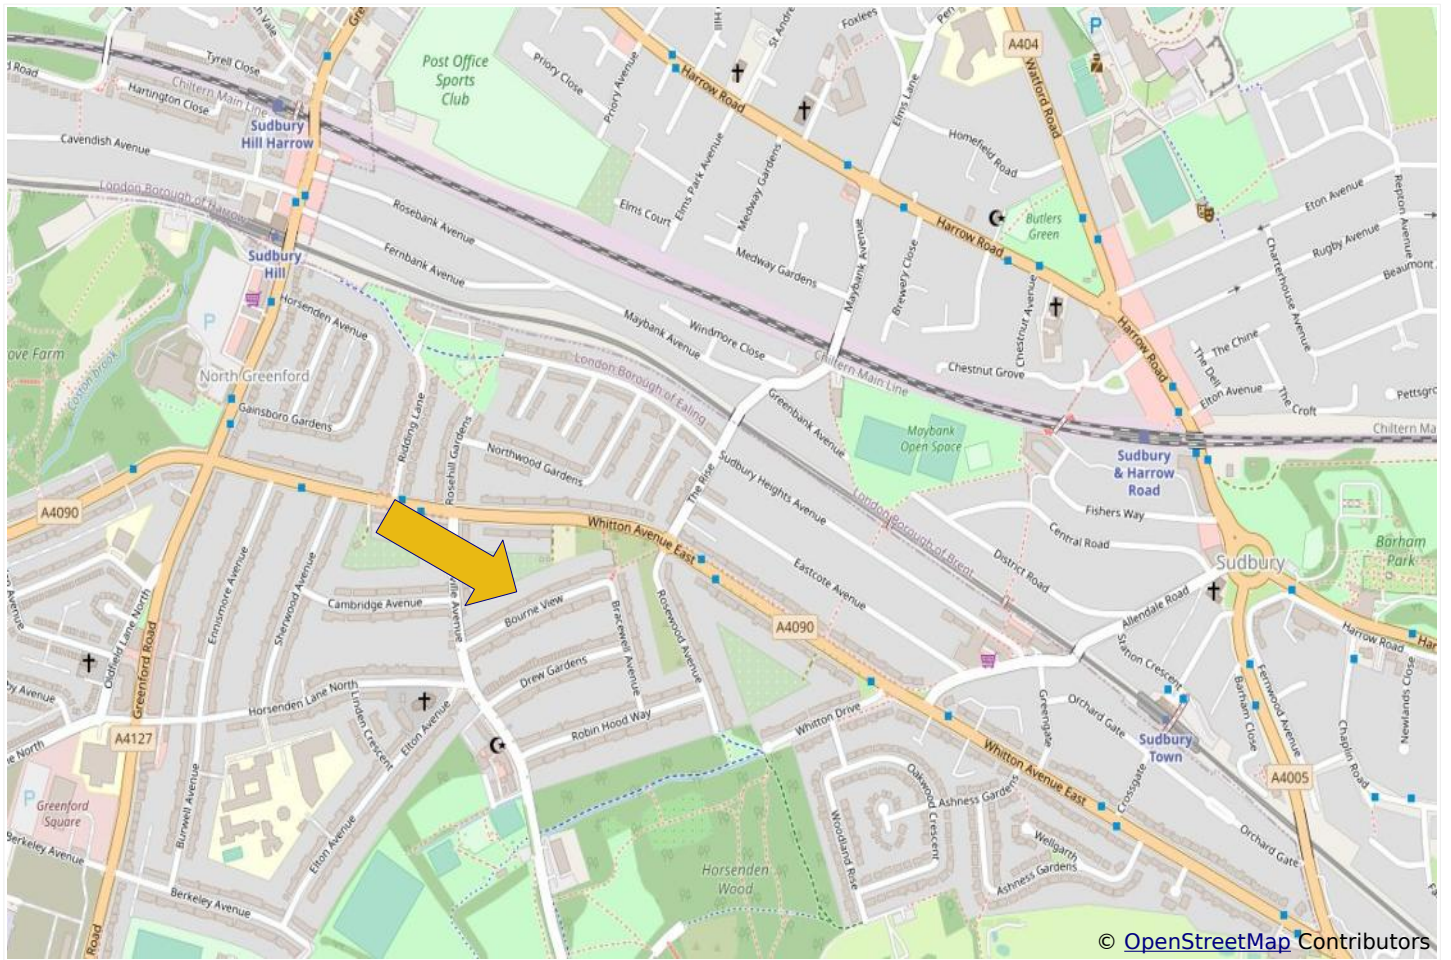 Tyrell Close
Hartington Close
Chiltern Main Line
Sudbury
Hill Harrow
Cavendish Avenue
London Borough of Harrow
Sudbury
Hill
Post Office
Sports
Club
Priory Close
Priory Avenue
Harrow Road
Foxlees
A404
Watford Road
Elms Lane
Homefield Road
Elms Park Avenue
Medway Gardens
Elms Court
Medway Gardens
Rosebank Avenue
Fernbank Avenue
Butlers
Green
Harrow Road
Maybank Avenue
Brewery Close
Chestnut Avenue
Eton Avenue
Repton Avenue
Rugby Avenue
Beaumont
Charterhouse Avenue
Horsenden Avenue
P
North Greenford
Coston brook
ove Farm
Gainsboro Gardens
Ridding Lane
Rosehill Gardens
Northwood Gardens
Maybank Avenue
Windmore Close
London Borough of Ealing
Chiltern Main Line
Chestnut Grove
Harrow Road
The Dell
The Chine
Elton Avenue
The Croft
Pettsgro
Chiltern Ma
Greenbank Avenue
Maybank
Open Space
Sudbury
& Harrow
Road
The Rise
Sudbury Heights Avenue
London Borough of Brent
Fishers Way
Central Road
District Road
Sudbury
Barham
Park
A4090
Whitton Avenue East
Eastcote Avenue
Allendale Road
Cambridge Avenue
ville Avenue
Bourne View
Bracewell Avenue
Rosewood Avenue
A4090
Ennismore Avenue
Sherwood Avenue
Oldfield Lane North
Greenford Road
Drew Gardens
Robin Hood Way
Horsenden Lane North
Linden Crescent
Elton Avenue
Whitton Drive
Station Crescent
Orchard Gate
Greengate
Sudbury
Town
Harrow Road
Har
Newlands Close
Chaplin Road
Fernwood Avenue
Barham Close
A4005
A4127
P
Greenford
Square
Berkeley Avenue
Burwell Avenue
Elton Avenue
Berkeley Avenue
Road
Whitton Avenue East
Oakwood Crescent
Woodland Rise
Ashness Gardens
Crossgate
Wellgarth
Ashness Gardens
Orchard Gate
Horsenden
Wood
© OpenStreetMap Contributors